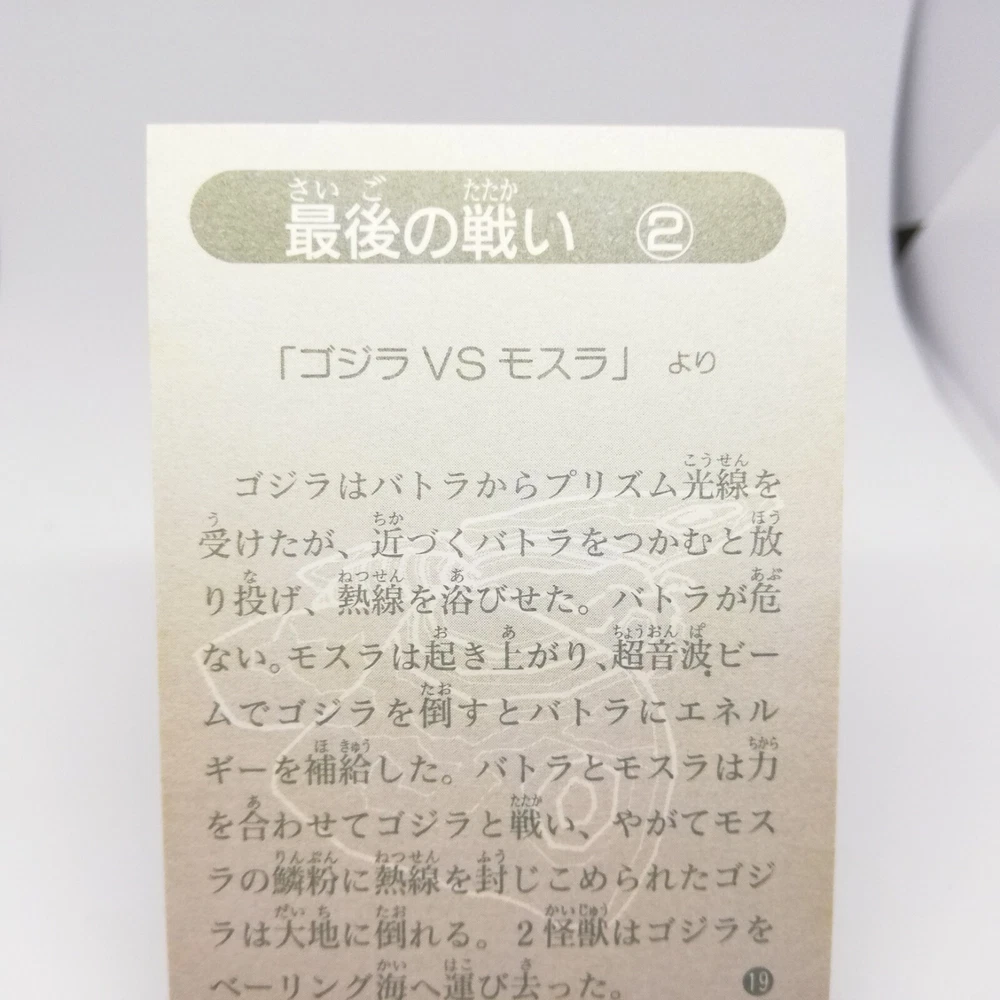 最後の戦い ②
「ゴジラVSモスラ」 より
ゴジラはバトラからプリズム光線を
受けたが、近づくバトラをつかむと放
り投げ、熱線を浴びせた。バトラが危
ない。モスラは起き上がり、超音波ビー
ムでゴジラを倒すとバトラにエネル
ギーを補給した。バトラとモスラは力
を合わせてゴジラと戦い、やがてモス
ラの鱗粉に熱線を封じこめられたゴジ
ラは大地に倒れる。2怪獣はゴジラを
ベーリング海へ運び去った。 19